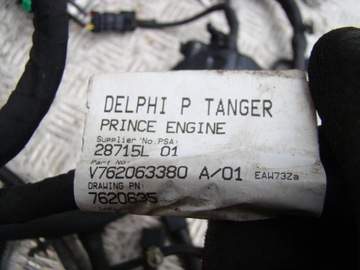 DELPHI P TANGER
PRINCE ENGINE
Supplier No.PSA:
28715L 01
Part No:
V762063380 A/01 EAW73Za
DRAWING PN:
7620635